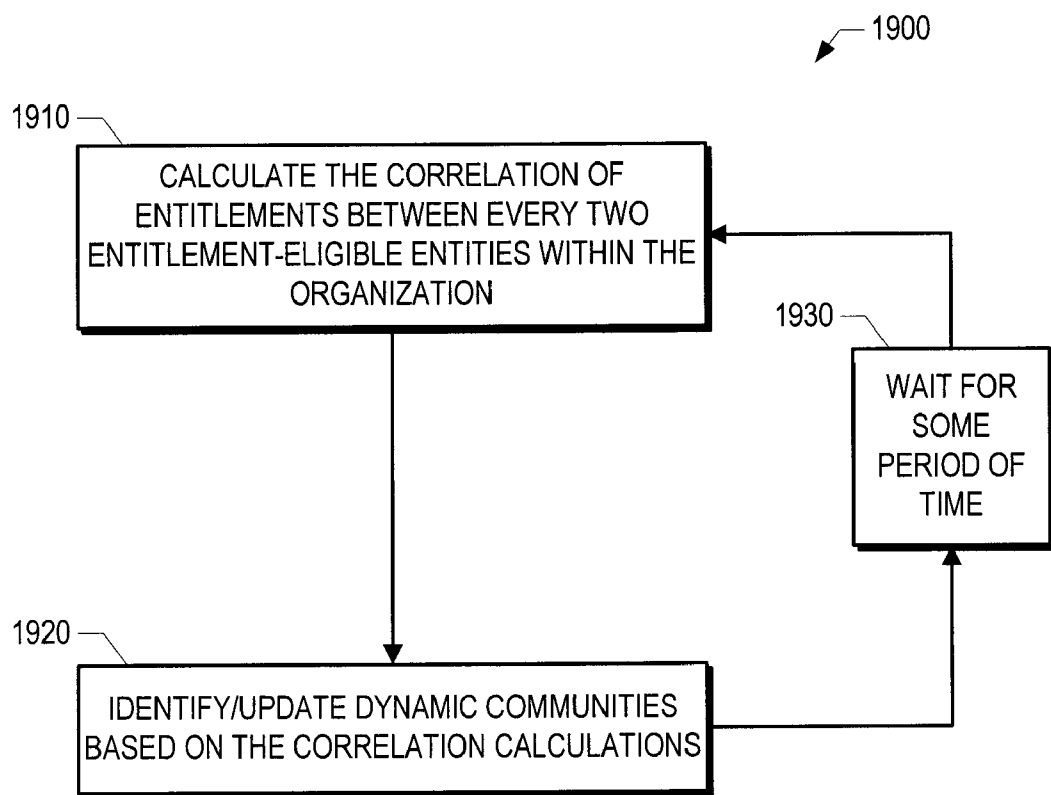 1900
1910
CALCULATE THE CORRELATION OF
ENTITLEMENTS BETWEEN EVERY TWO
ENTITLEMENT-ELIGIBLE ENTITIES WITHIN THE
ORGANIZATION
1930
WAIT FOR
SOME
PERIOD OF
TIME
1920
IDENTIFY/UPDATE DYNAMIC COMMUNITIES
BASED ON THE CORRELATION CALCULATIONS